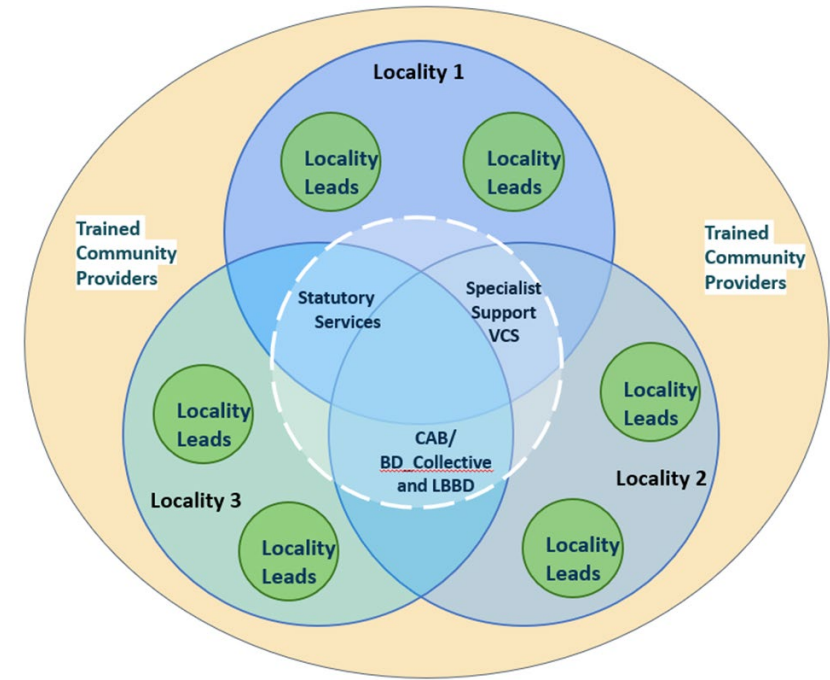 Locality 1
Locality
Leads
Locality
Leads
Trained
Community
Providers
Trained
Community
Providers
Statutory
Services
Specialist
Support
VCS
Locality
Leads
Locality
Leads
CAB/
BD_Collective
and LBBD
Locality 2
Locality 3
Locality
Leads
Locality
Leads